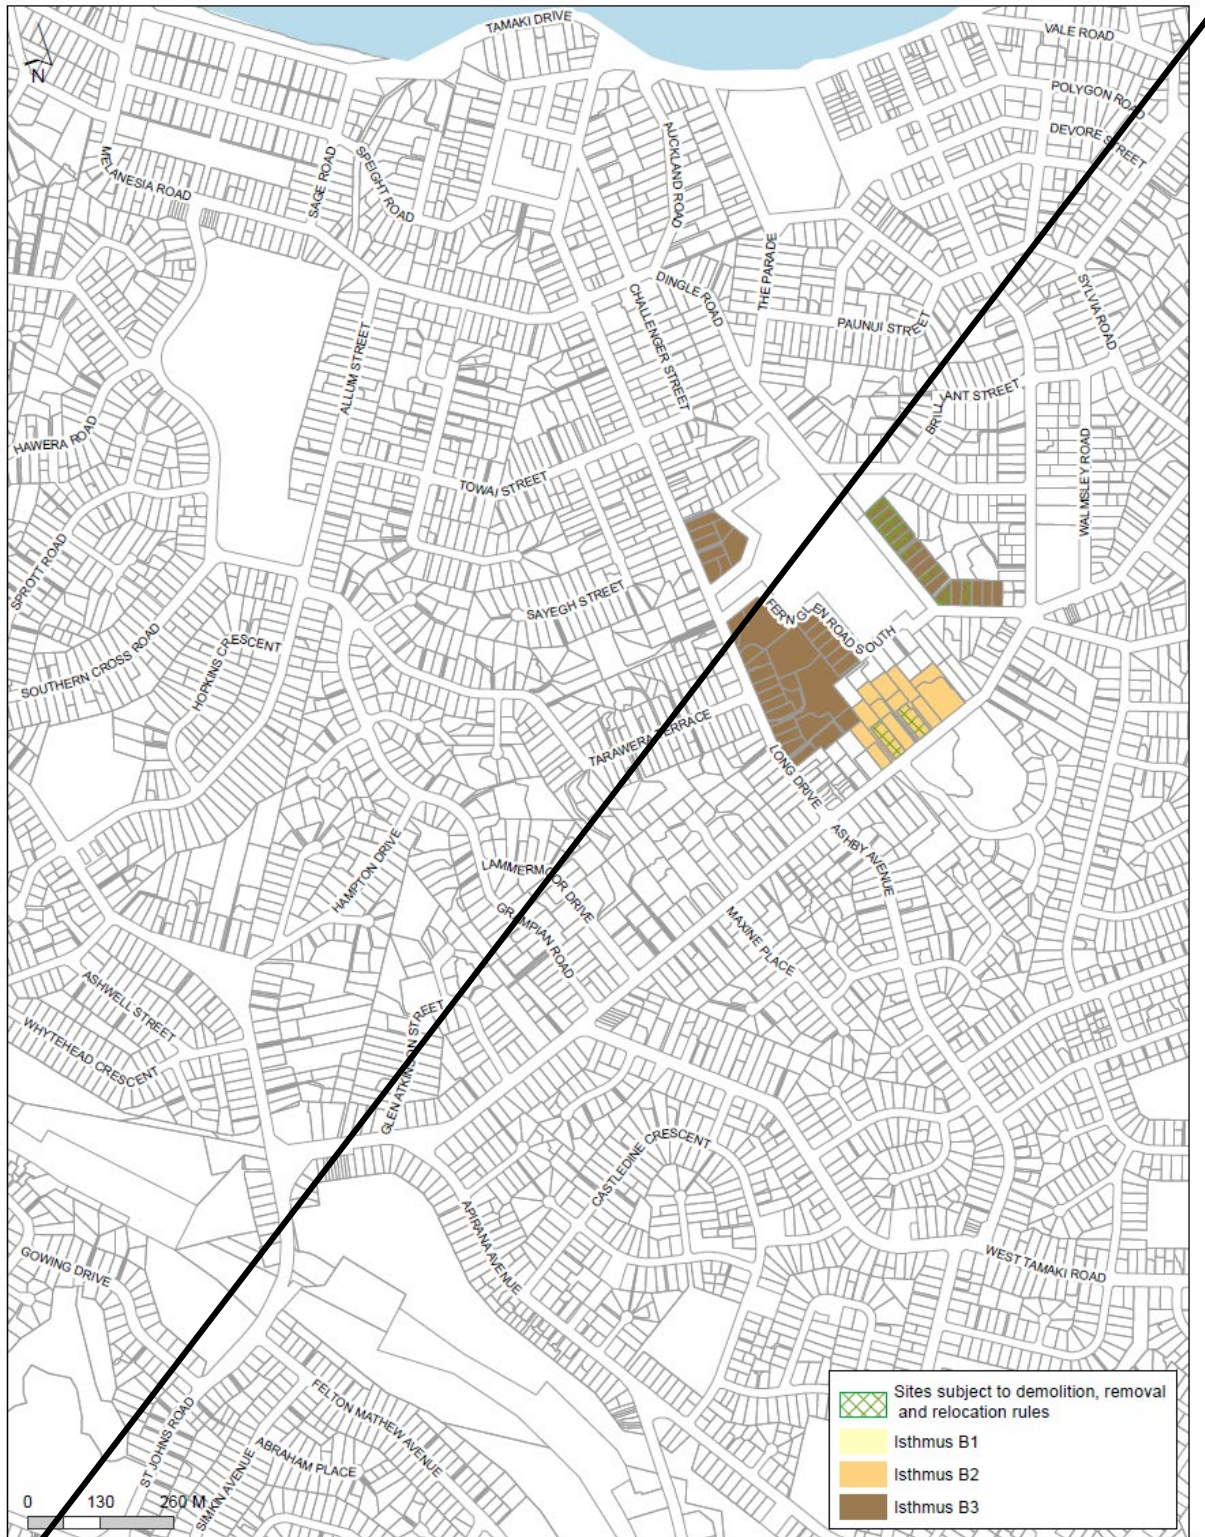 TAMAKI DRIVE
VALE ROAD
N
POLYGON ROAD
DEVORE STREET
AUCKLAND ROAD
MELANESIA ROAD
SAGE ROAD
SPEIGHT ROAD
THE PARADE
DINGLE ROAD
SYLVIA ROAD
CHALLENGER STREET
PAUNUI STREET
ALLUM STREET
BRILLIANT STREET
HAWERA ROAD
TOWAI STREET
WALMSLEY ROAD
SPROTT ROAD
SAYEGH STREET
FERN GLEN ROAD SOUTH
SOUTHERN CROSS ROAD
HOPKINS CRESCENT
TARAWERA TERRACE
LONG DRIVE
ASHBY AVENUE
HAMPTON DRIVE
LAMMERMOOR DRIVE
GRAMPIAN ROAD
MAXINE PLACE
ASHWELL STREET
WHYTEHEAD CRESCENT
GLEN ATKINSON STREET
CASTLEDINE CRESCENT
APIRANA AVENUE
GOWING DRIVE
WEST TAMAKI ROAD
FELTON MATHEW AVENUE
ST JOHNS ROAD
ABRAHAM PLACE
SIMKIN AVENUE
0 130 260 M
Sites subject to demolition, removal
and relocation rules
Isthmus B1
Isthmus B2
Isthmus B3